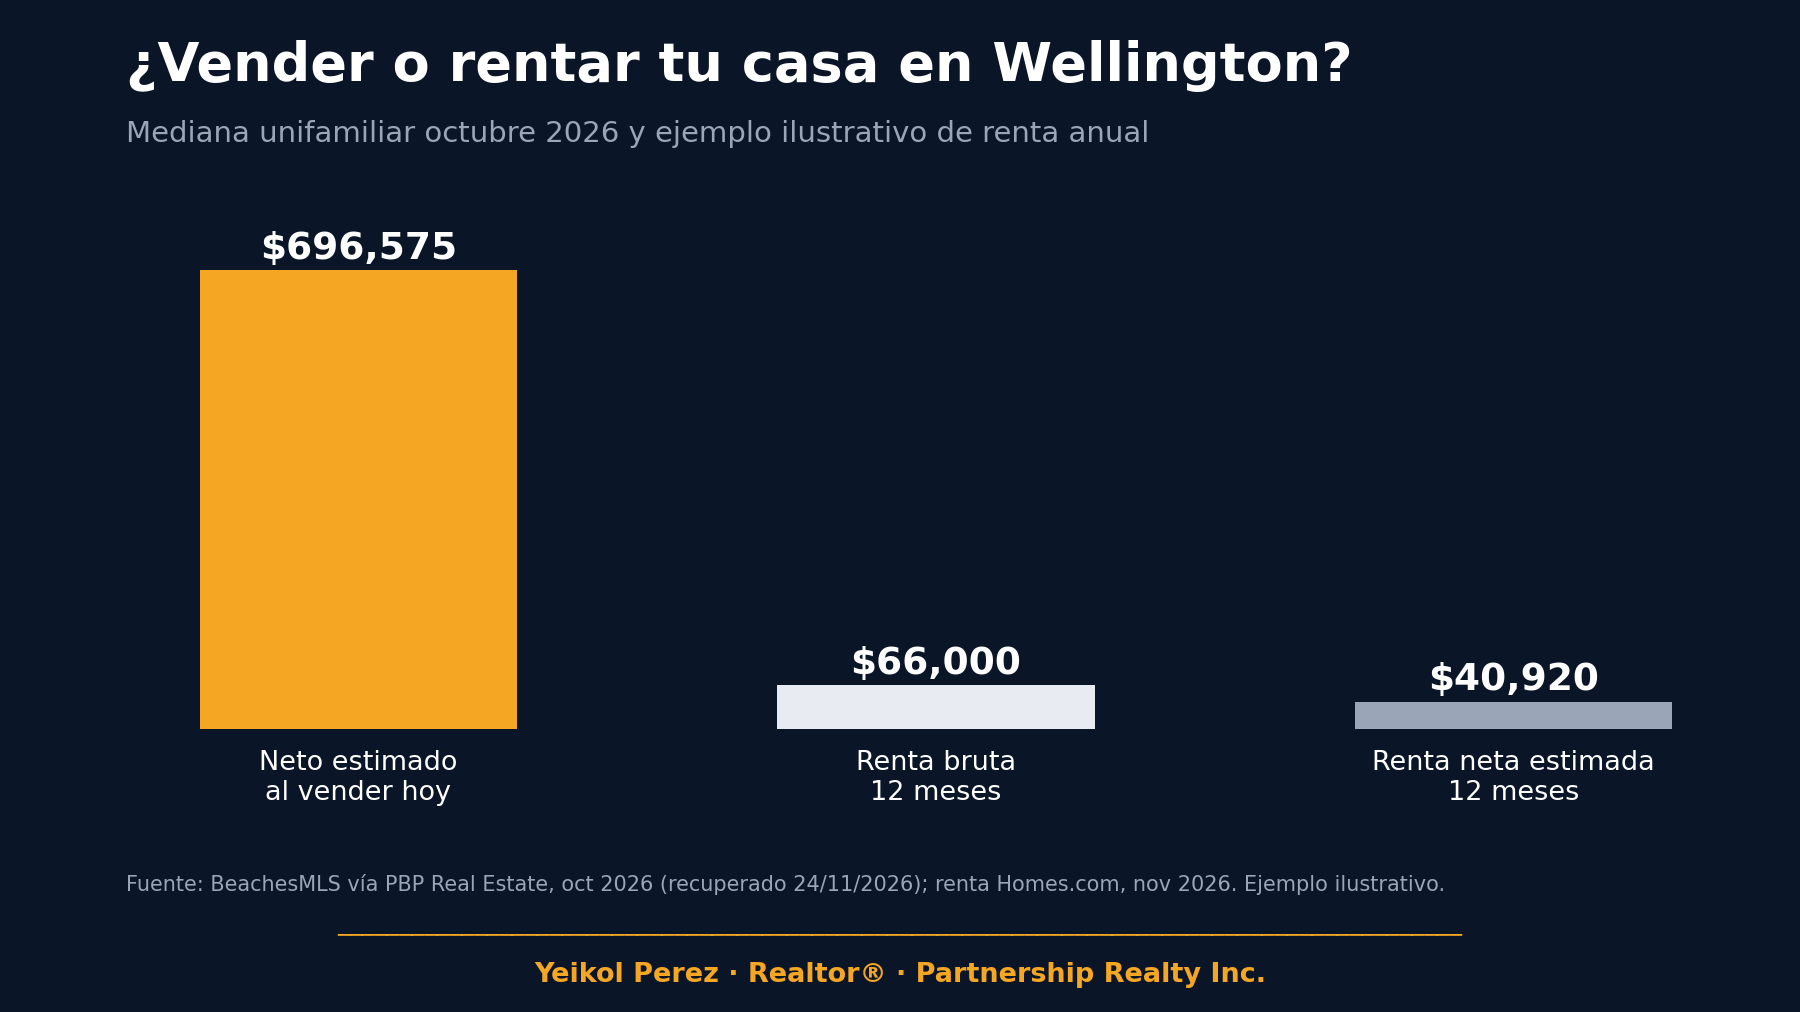 ¿Vender o rentar tu casa en Wellington?
Mediana unifamiliar octubre 2026 y ejemplo ilustrativo de renta anual
$696,575
$66,000
$40,920
Neto estimado
al vender hoy
Renta bruta
12 meses
Renta neta estimada
12 meses
Fuente: BeachesMLS vía PBP Real Estate, oct 2026 (recuperado 24/11/2026); renta Homes.com, nov 2026. Ejemplo ilustrativo.
Yeikol Perez · Realtor® · Partnership Realty Inc.